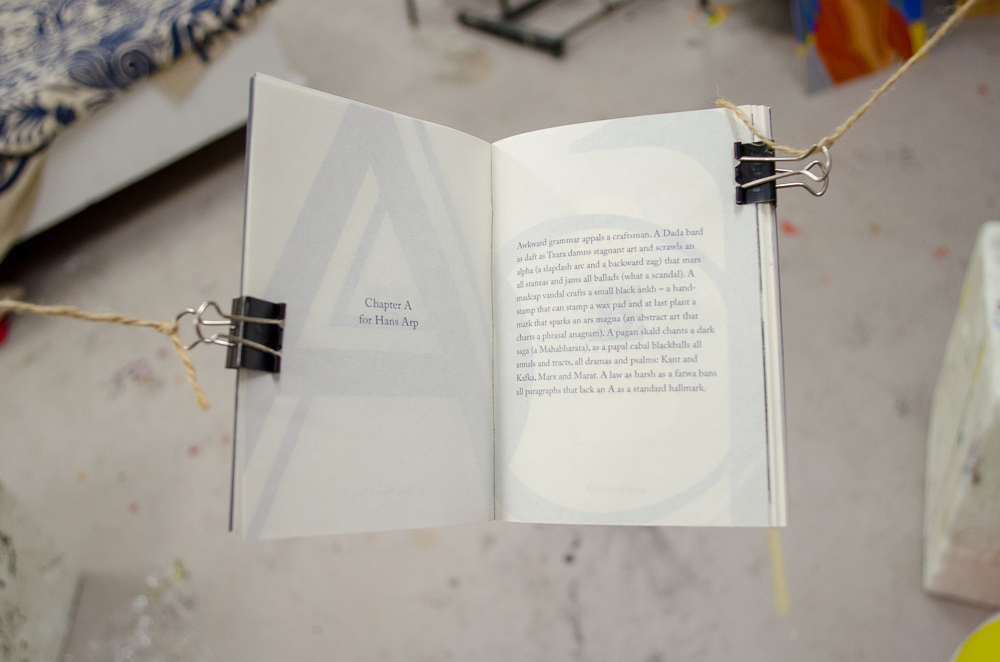 Chapter A
for Hans Arp
Awkward grammar appals a craftsman. A Dada bard
as daft as Tzara damns stagnant art and scrawls an
alpha (a slapdash arc and a backward zag) that mars
all stanzas and jams all ballads (what a scandal). A
madcap vandal crafts a small black ankh – a hand-
stamp that can stamp a wax pad and at last plant a
mark that sparks an ars magna (an abstract art that
charts a phrasal anagram). A pagan skald chants a dark
saga (a Mahabharata), as a papal cabal blackballs all
annals and tracts, all dramas and psalms: Kant and
Kafka, Marx and Marat. A law as harsh as a fatwa bans
all paragraphs that lack an A as a standard hallmark.